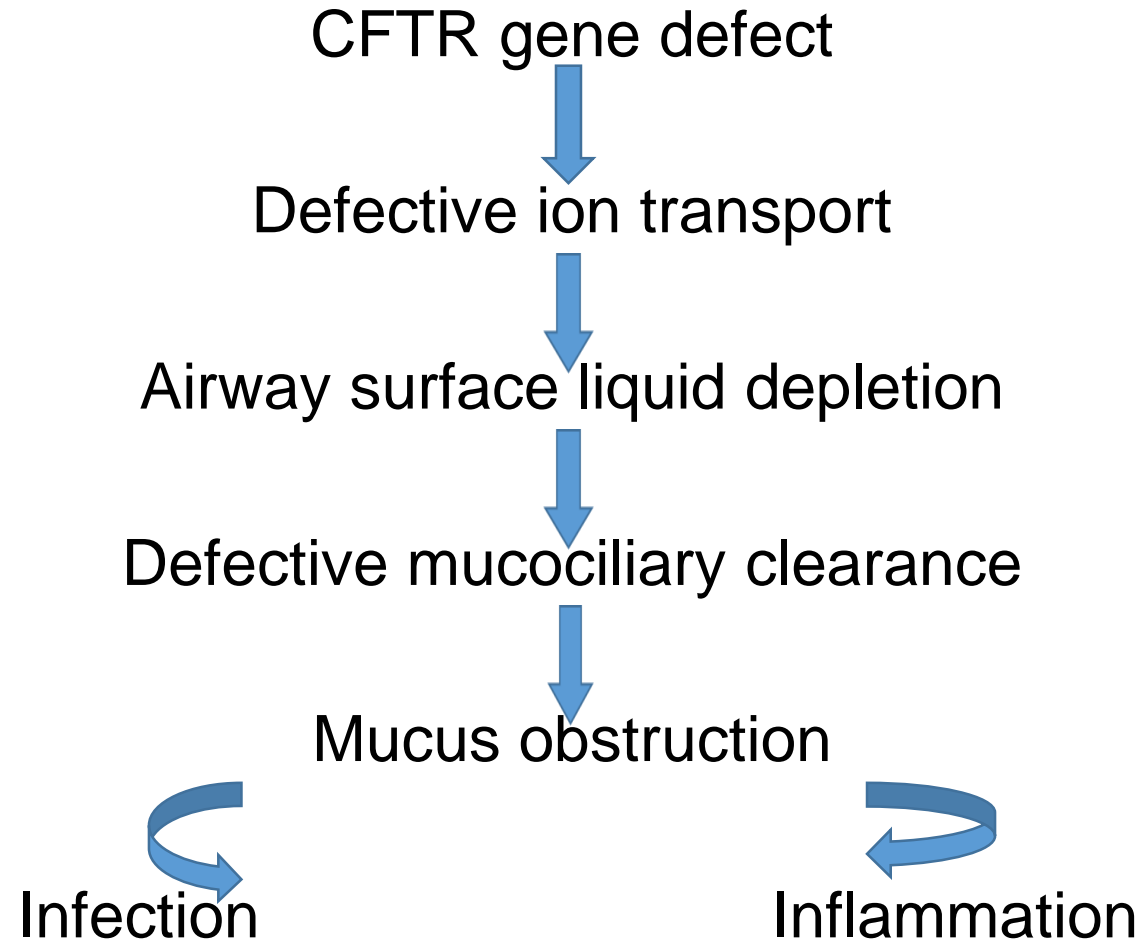 CFTR gene defect
Defective ion transport
Airway surface liquid depletion
Defective mucociliary clearance
Mucus obstruction
Infection
Inflammation